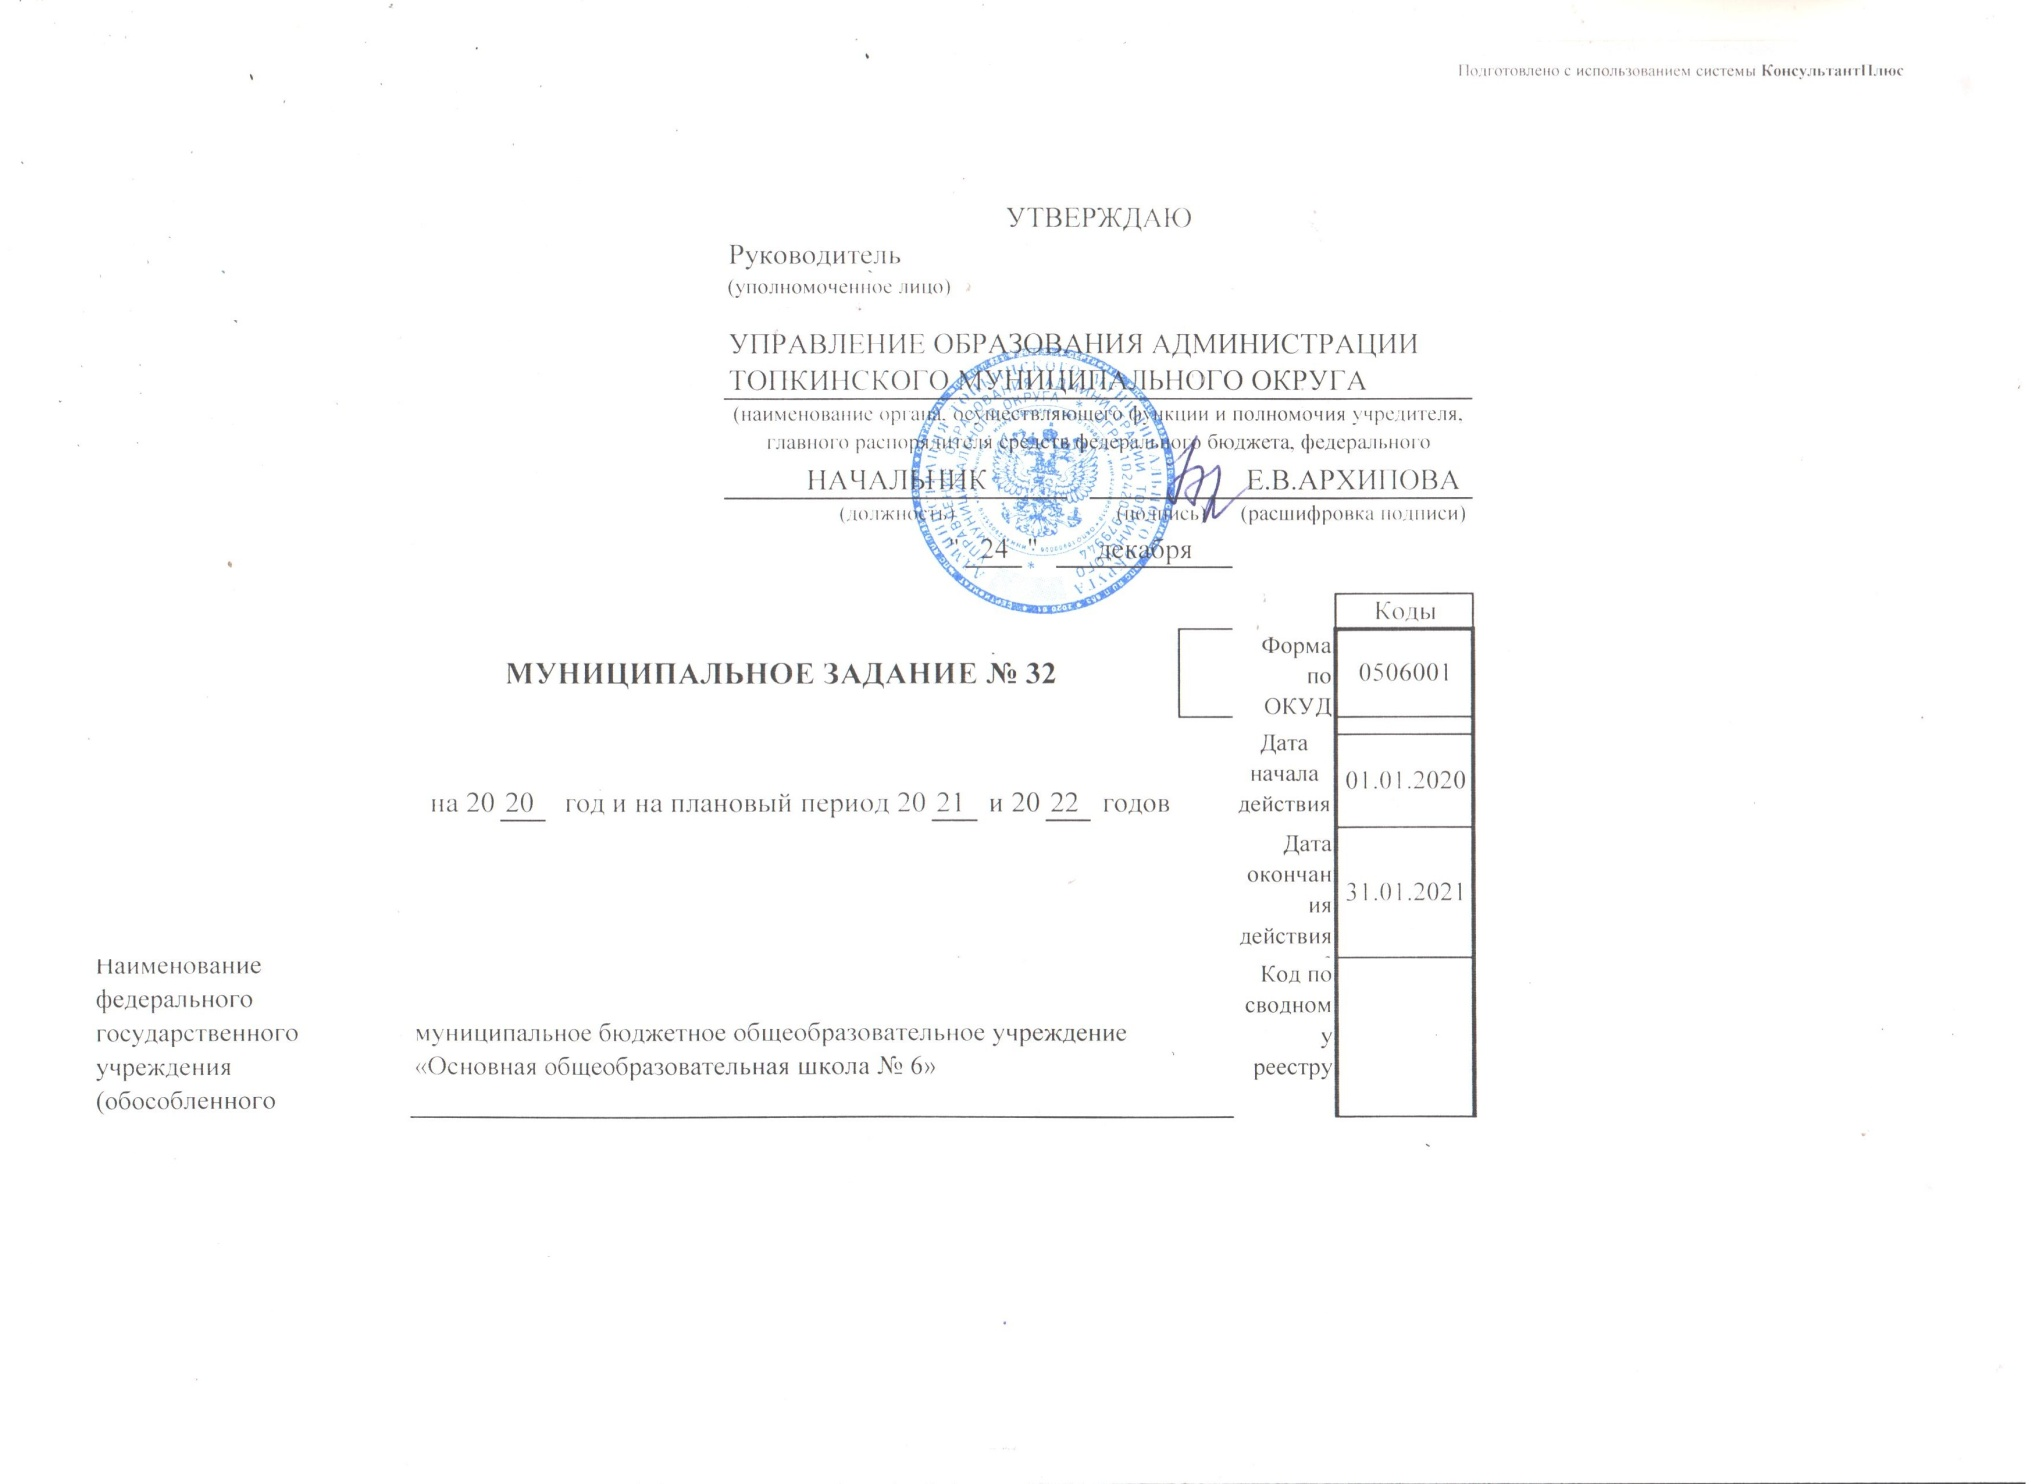 Подготовлено с использованием системы КонсультантПлюс
УТВЕРЖДАЮ
Руководитель
(уполномоченное лицо)
УПРАВЛЕНИЕ ОБРАЗОВАНИЯ АДМИНИСТРАЦИИ
ТОПКИНСКОГО МУНИЦИПАЛЬНОГО ОКРУГА
(наименование органа, осуществляющего функции и полномочия учредителя,
главного распорядителя средств федерального бюджета, федерального
НАЧАЛЬНИК Е.В.АРХИПОВА
(должность) (подпись) (расшифровка подписи)
" 24 " декабря
Коды
МУНИЦИПАЛЬНОЕ ЗАДАНИЕ № 32
Форма
по
ОКУД
0506001
на 20 20 год и на плановый период 20 21 и 20 22 годов
Дата
начала
действия
01.01.2020
Дата
окончан
ия
действия
31.01.2021
Наименование
федерального
государственного
учреждения
(обособленного
муниципальное бюджетное общеобразовательное учреждение
«Основная общеобразовательная школа № 6»
Код по
сводном
у
реестру